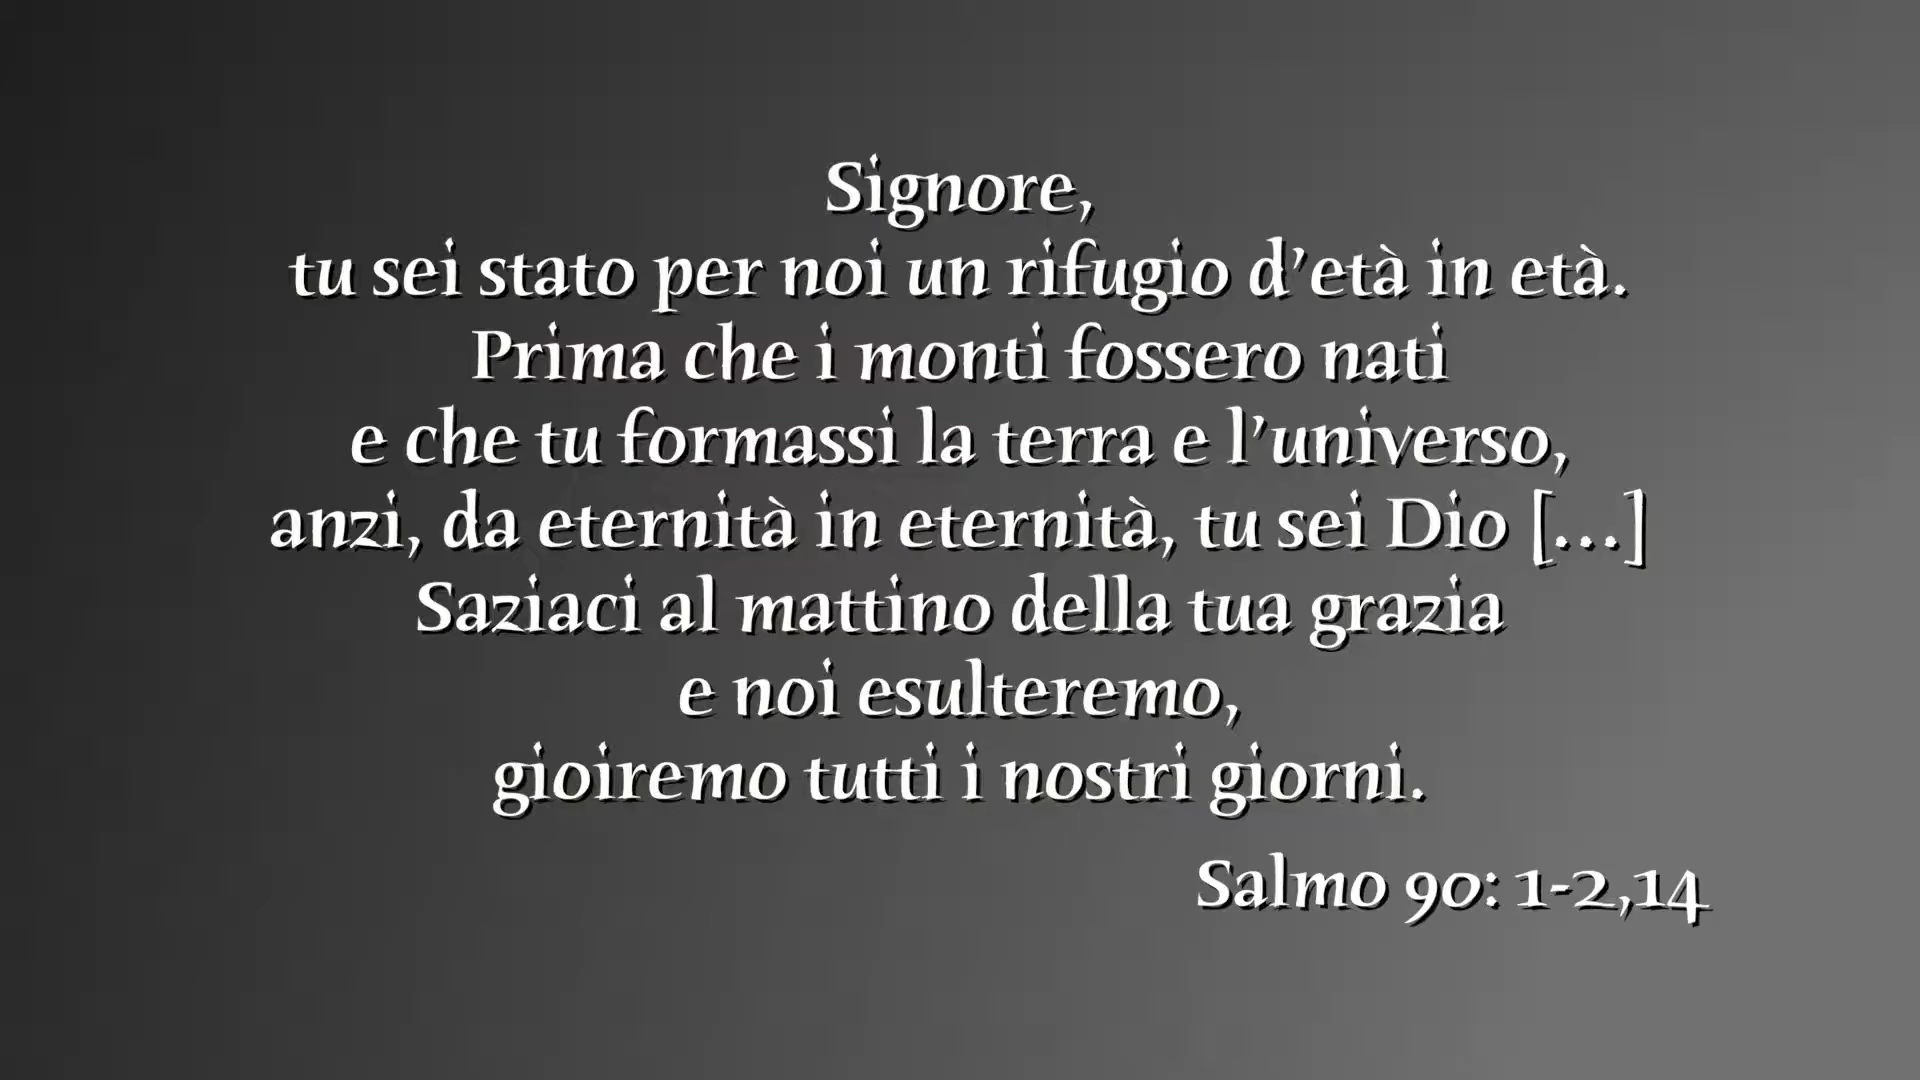 Signore,
tu sei stato per noi un rifugio d'età in età.
Prima che i monti fossero nati
e che tu formassi la terra e l'universo,
anzi, da eternità in eternità, tu sei Dio [...]
Saziaci al mattino della tua grazia
e noi esulteremo,
gioiremo tutti i nostri giorni.
Salmo 90: 1-2,14